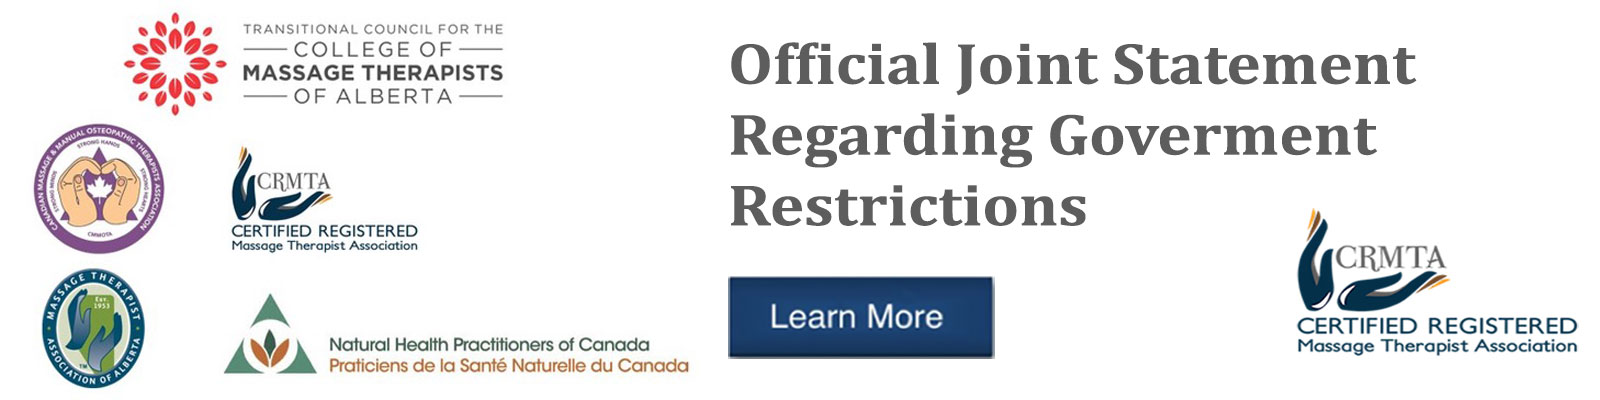 TRANSITIONAL COUNCIL FOR THE
COLLEGE OF
MASSAGE THERAPISTS
OF ALBERTA
CANADIAN MASSAGE & MANUAL OSTEOPATHIC THERAPISTS ASSOCIATION
STRONG HANDS
STRONG MINDS
STRONG HEARTS
CMMOTA
CRMTA
CERTIFIED REGISTERED
Massage Therapist Association
MASSAGE THERAPIST
EST.
1953
ASSOCIATION OF ALBERTA
TM
Natural Health Practitioners of Canada
Praticiens de la Santé Naturelle du Canada
Official Joint Statement
Regarding Goverment
Restrictions
Learn More
CRMTA
CERTIFIED REGISTERED
Massage Therapist Association